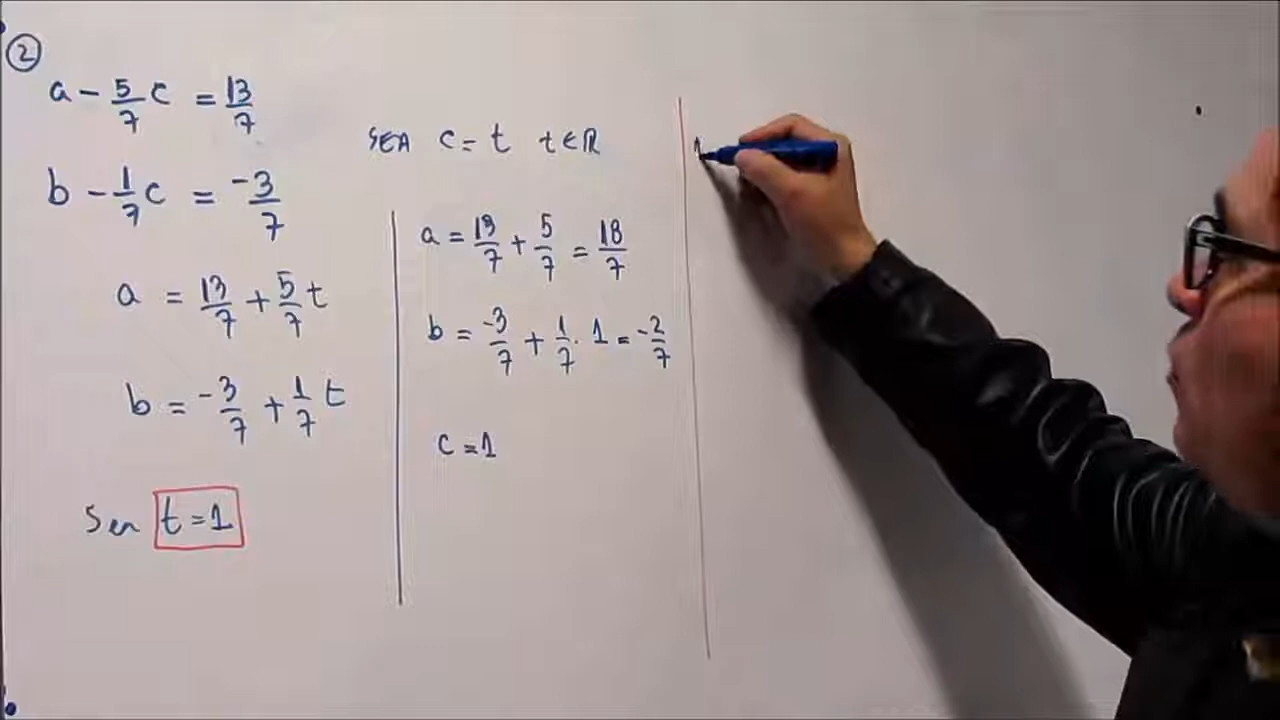 ②
a - 5/7 c = 13/7
b - 1/7 c = -3/7
a = 13/7 + 5/7 t
b = -3/7 + 1/7 t
Sea t = 1
SEA c = t t ∈ ℝ
a = 13/7 + 5/7 = 18/7
b = -3/7 + 1/7 · 1 = -2/7
c = 1